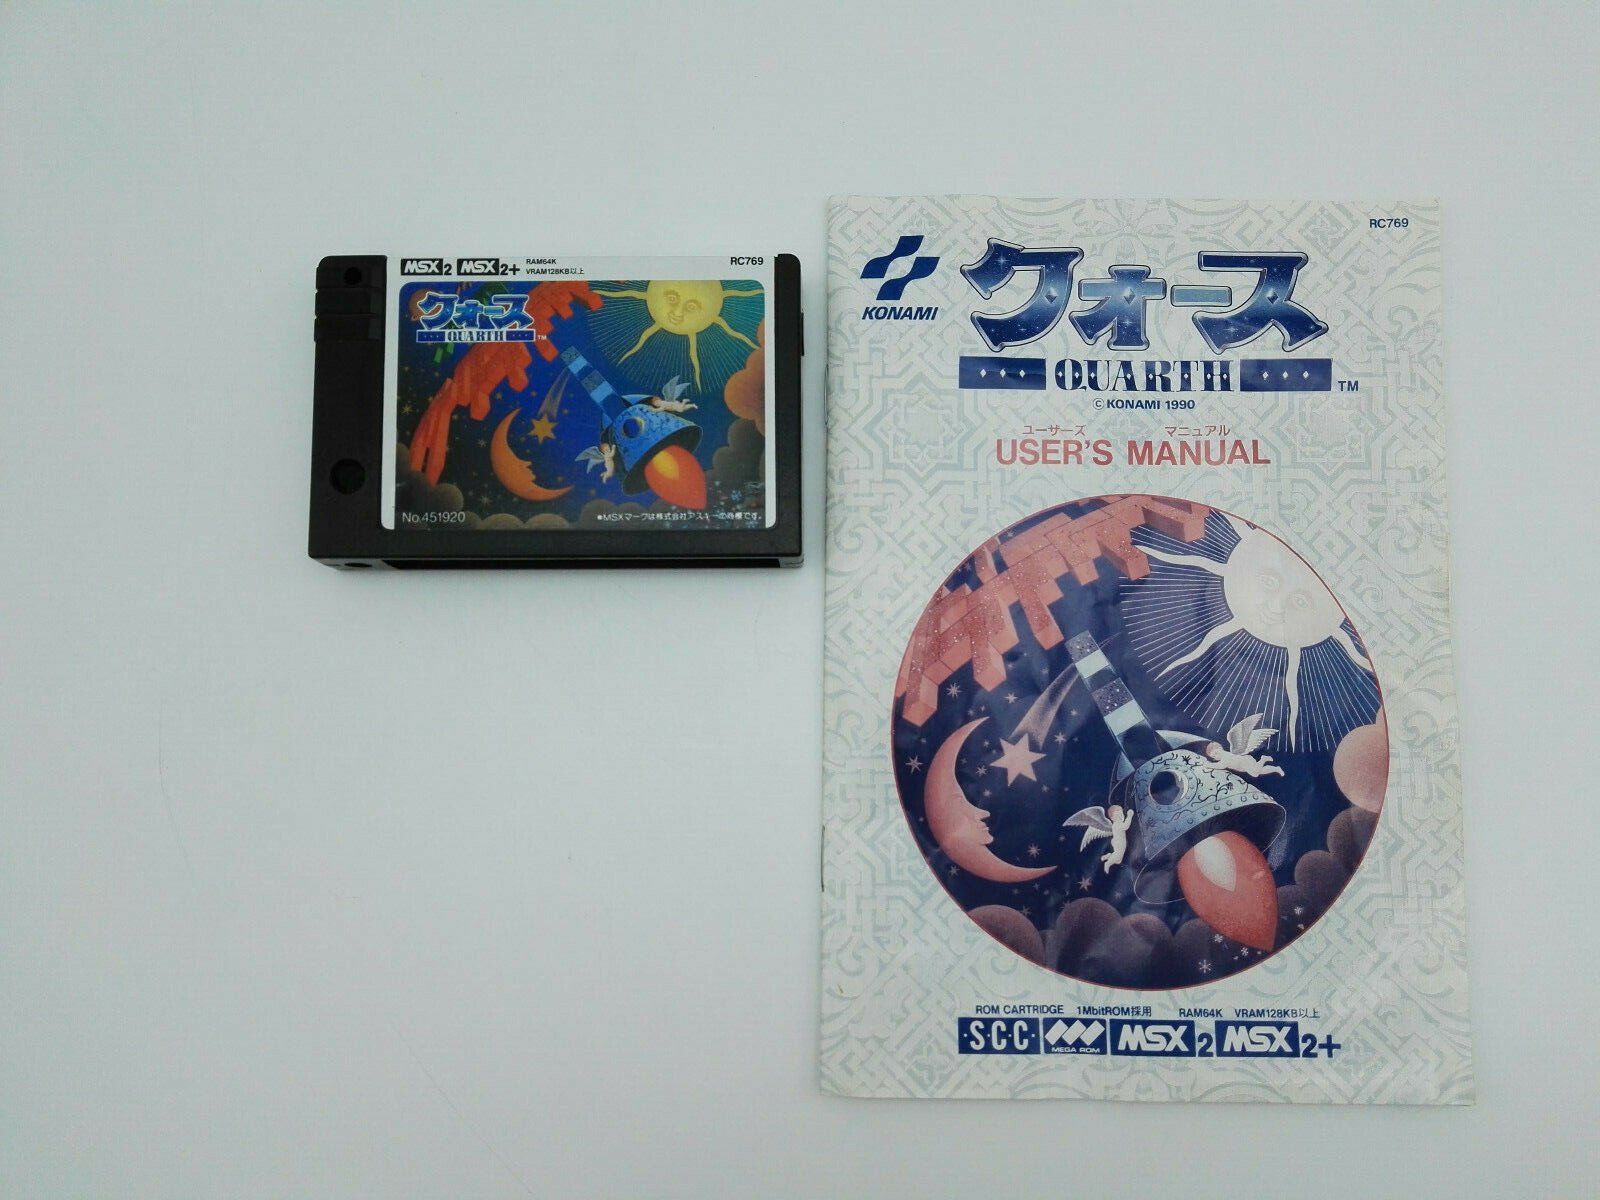 MSX2 MSX2+ RAM64K
VRAM128KB以上
RC769
クォース
QUARTH TM
No.451920
●MSXマークは株式会社アスキーの商標です。
RC769
KONAMI
クォース
QUARTH TM
© KONAMI 1990
ユーザーズ マニュアル
USER'S MANUAL
ROM CARTRIDGE 1MbitROM採用 RAM64K VRAM128KB以上
·S·C·C· MEGA ROM MSX2 MSX2+